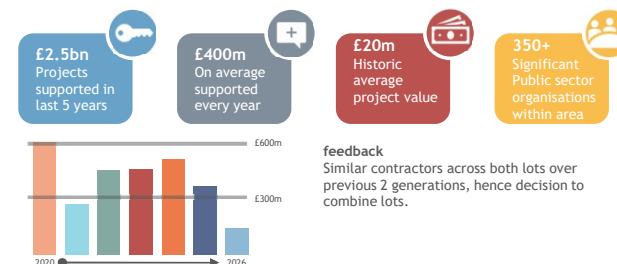 £2.5bn
Projects
supported in
last 5 years
£400m
On average
supported
every year
£20m
Historic
average
project value
350+
Significant
Public sector
organisations
within area
£600m
£300m
2020
2026
feedback
Similar contractors across both lots over
previous 2 generations, hence decision to
combine lots.